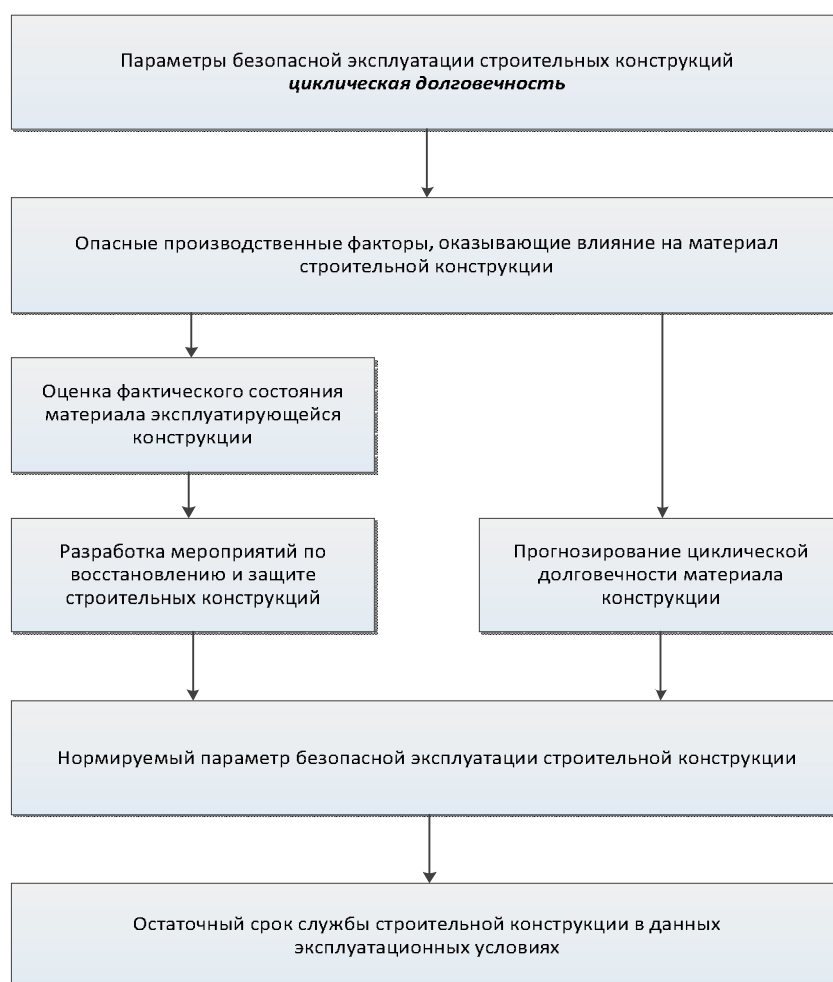 Параметры безопасной эксплуатации строительных конструкций
циклическая долговечность
Опасные производственные факторы, оказывающие влияние на материал
строительной конструкции
Оценка фактического состояния
материала эксплуатирующейся
конструкции
Разработка мероприятий по
восстановлению и защите
строительных конструкций
Прогнозирование циклической
долговечности материала
конструкции
Нормируемый параметр безопасной эксплуатации строительной конструкции
Остаточный срок службы строительной конструкции в данных
эксплуатационных условиях